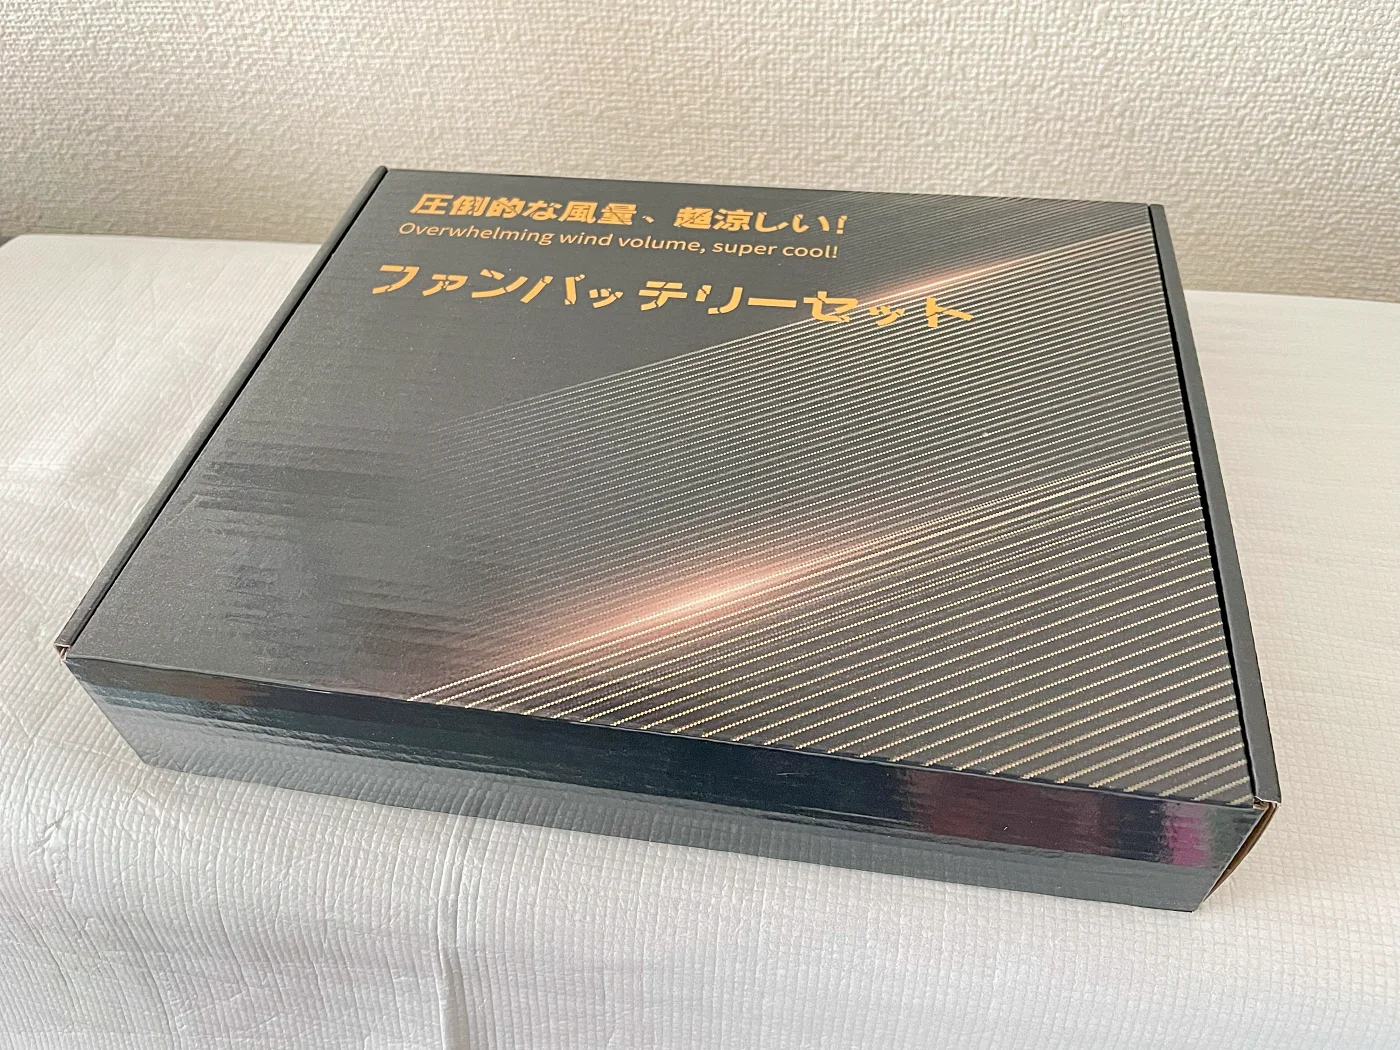 圧倒的な風量、超涼しい!
Overwhelming wind volume, super cool!
ファンバッテリーセット